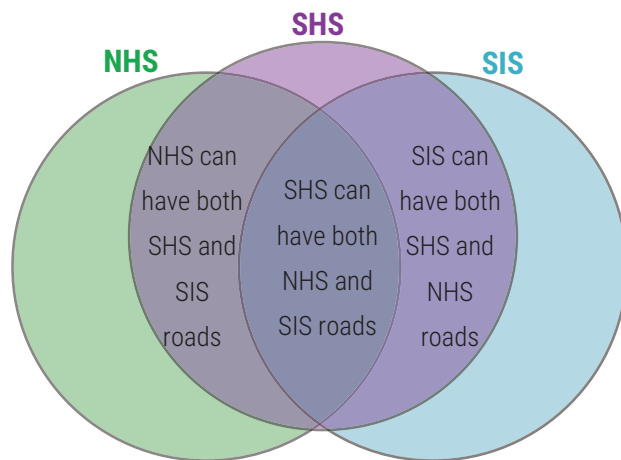 SHS
NHS
SIS
NHS can
have both
SHS and
SIS
roads
SHS can
have both
NHS and
SIS roads
SIS can
have both
SHS and
NHS
roads